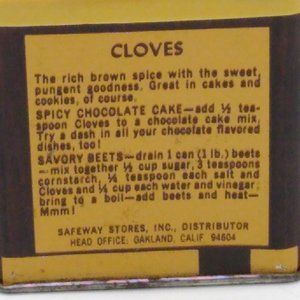 CLOVES
The rich brown spice with the sweet,
pungent goodness. Great in cakes and
cookies, of course.
SPICY CHOCOLATE CAKE—add ½ tea-
spoon Cloves to a chocolate cake mix.
Try a dash in all your chocolate flavored
dishes, too!
SAVORY BEETS—drain 1 can (1 lb.) beets
—mix together ½ cup sugar, 3 teaspoons
cornstarch, ¼ teaspoon each salt and
Cloves and ¼ cup each water and vinegar;
bring to a boil—add beets and heat—
Mmm!
SAFEWAY STORES, INC., DISTRIBUTOR
HEAD OFFICE: OAKLAND, CALIF 94604